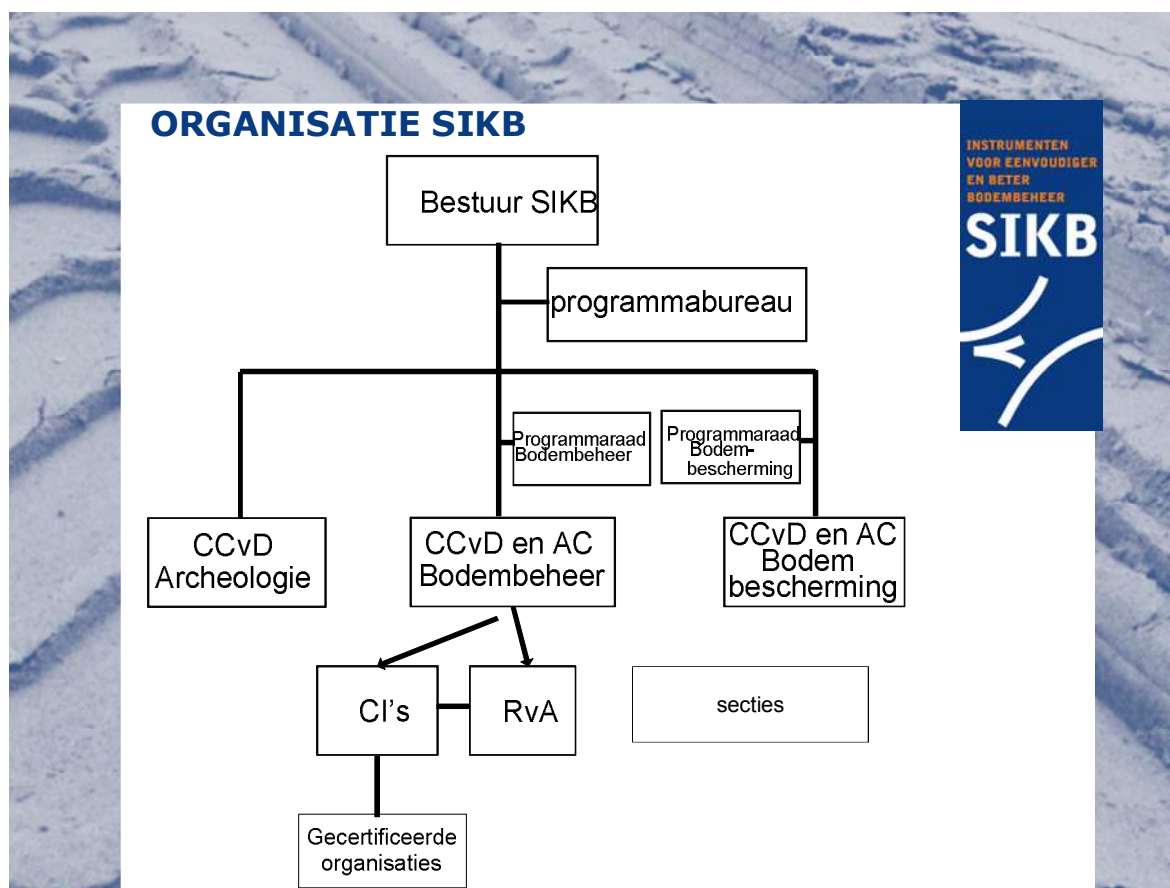 ORGANISATIE SIKB
INSTRUMENTEN
VOOR EENVOUDIGER
EN BETER
BODEMBEHEER
SIKB
Bestuur SIKB
programmabureau
Programmaraad
Bodembeheer
Programmaraad
Bodem-
bescherming
CCvD
Archeologie
CCvD en AC
Bodembeheer
CCvD en AC
Bodem
bescherming
CI's
RvA
secties
Gecertificeerde
organisaties